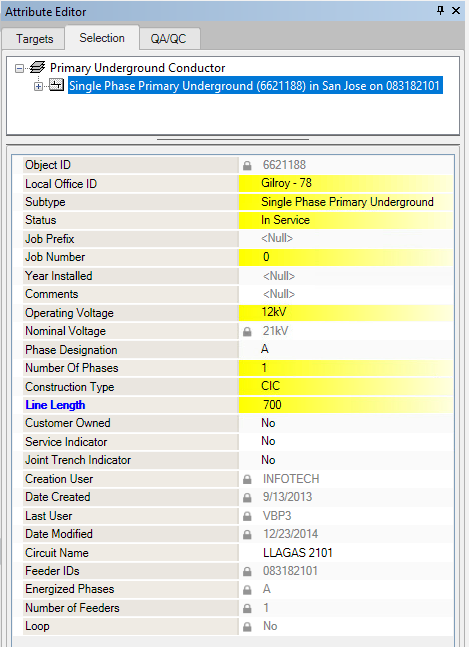 Attribute Editor
Targets Selection QA/QC
Primary Underground Conductor
Single Phase Primary Underground (6621188) in San Jose on 083182101
Object ID 6621188
Local Office ID Gilroy - 78
Subtype Single Phase Primary Underground
Status In Service
Job Prefix <Null>
Job Number 0
Year Installed <Null>
Comments <Null>
Operating Voltage 12kV
Nominal Voltage 21kV
Phase Designation A
Number Of Phases 1
Construction Type CIC
Line Length 700
Customer Owned No
Service Indicator No
Joint Trench Indicator No
Creation User INFOTECH
Date Created 9/13/2013
Last User VBP3
Date Modified 12/23/2014
Circuit Name LLAGAS 2101
Feeder IDs 083182101
Energized Phases A
Number of Feeders 1
Loop No